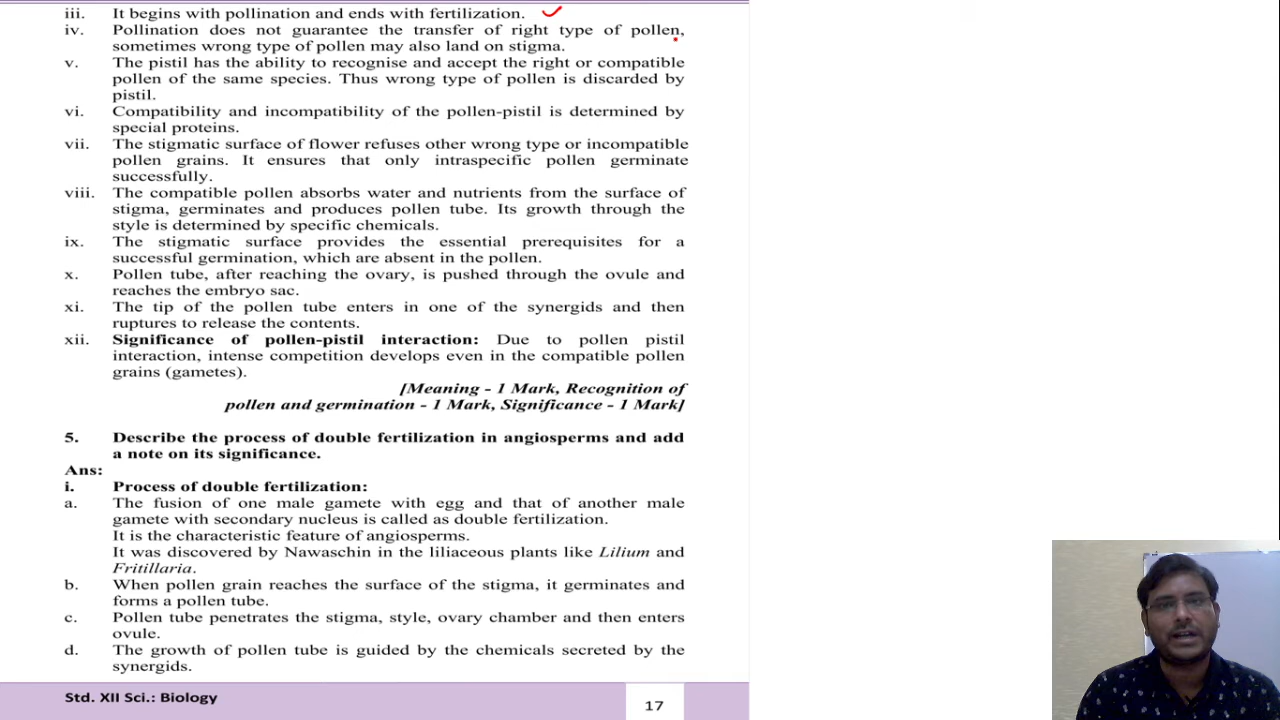 iii. It begins with pollination and ends with fertilization.
iv. Pollination does not guarantee the transfer of right type of pollen,
sometimes wrong type of pollen may also land on stigma.
v. The pistil has the ability to recognise and accept the right or compatible
pollen of the same species. Thus wrong type of pollen is discarded by
pistil.
vi. Compatibility and incompatibility of the pollen-pistil is determined by
special proteins.
vii. The stigmatic surface of flower refuses other wrong type or incompatible
pollen grains. It ensures that only intraspecific pollen germinate
successfully.
viii. The compatible pollen absorbs water and nutrients from the surface of
stigma, germinates and produces pollen tube. Its growth through the
style is determined by specific chemicals.
ix. The stigmatic surface provides the essential prerequisites for a
successful germination, which are absent in the pollen.
x. Pollen tube, after reaching the ovary, is pushed through the ovule and
reaches the embryo sac.
xi. The tip of the pollen tube enters in one of the synergids and then
ruptures to release the contents.
xii. Significance of pollen-pistil interaction: Due to pollen pistil
interaction, intense competition develops even in the compatible pollen
grains (gametes).
[Meaning - 1 Mark, Recognition of
pollen and germination - 1 Mark, Significance - 1 Mark]
5. Describe the process of double fertilization in angiosperms and add
a note on its significance.
Ans:
i. Process of double fertilization:
a. The fusion of one male gamete with egg and that of another male
gamete with secondary nucleus is called as double fertilization.
It is the characteristic feature of angiosperms.
It was discovered by Nawaschin in the liliaceous plants like Lilium and
Fritillaria.
b. When pollen grain reaches the surface of the stigma, it germinates and
forms a pollen tube.
c. Pollen tube penetrates the stigma, style, ovary chamber and then enters
ovule.
d. The growth of pollen tube is guided by the chemicals secreted by the
synergids.
Std. XII Sci.: Biology
17